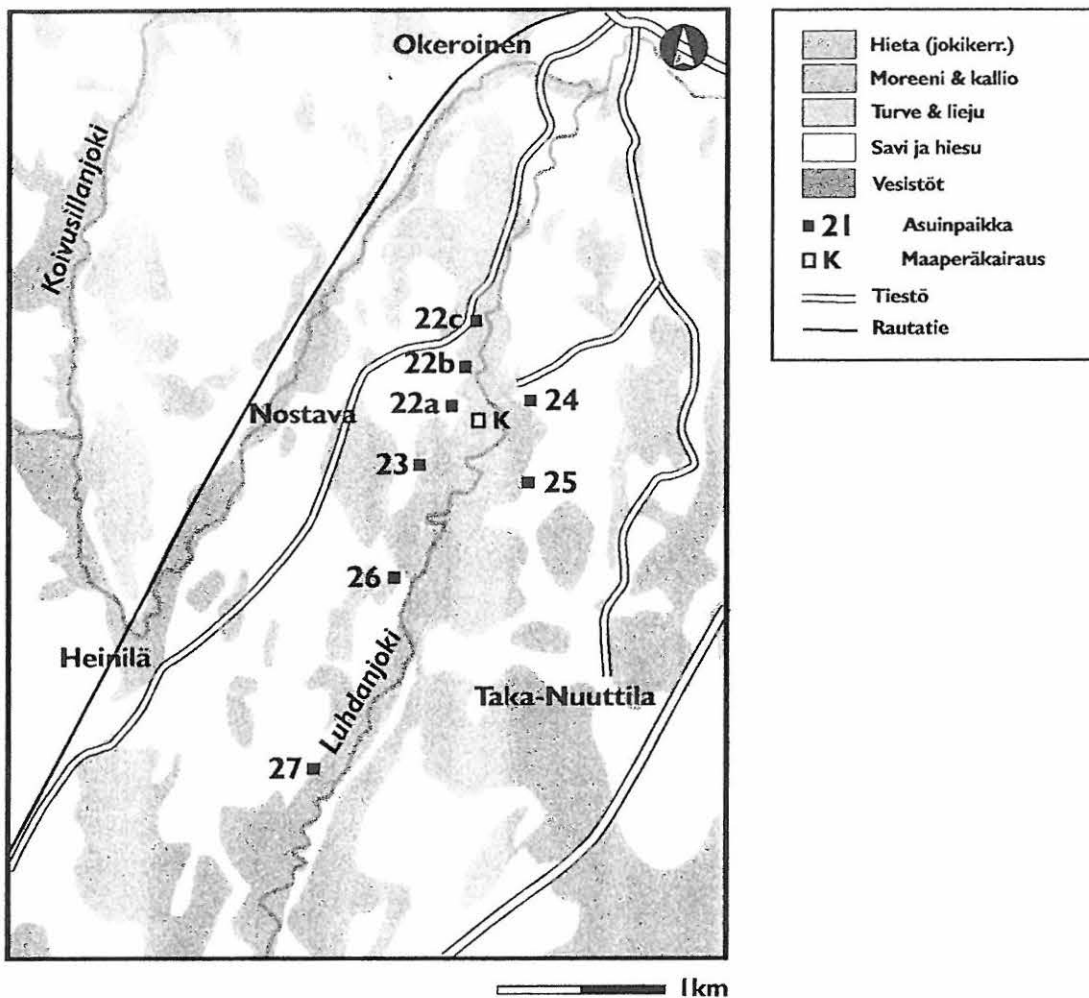 Okeroinen
Koivusillanjoki
22c
22b
22a
K
24
Nostava
23
25
26
Heinilä
Luhdanjoki
Taka-Nuuttila
27
1km
Hieta (jokikerr.)
Moreeni & kallio
Turve & lieju
Savi ja hiesu
Vesistöt
21 Asuinpaikka
K Maaperäkairaus
Tiestö
Rautatie